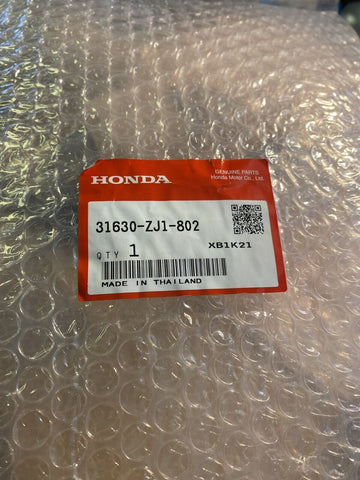 HONDA
GENUINE PARTS
Honda Motor Co., Ltd.
31630-ZJ1-802
QTY 1
XB1K21
MADE IN THAILAND